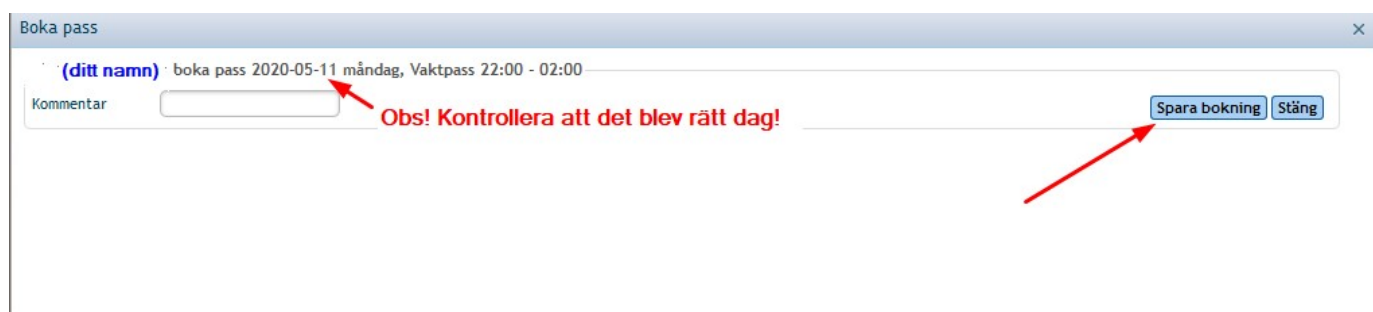 Boka pass
(ditt namn) boka pass 2020-05-11 måndag, Vaktpass 22:00 - 02:00
Kommentar
Obs! Kontrollera att det blev rätt dag!
Spara bokning Stäng